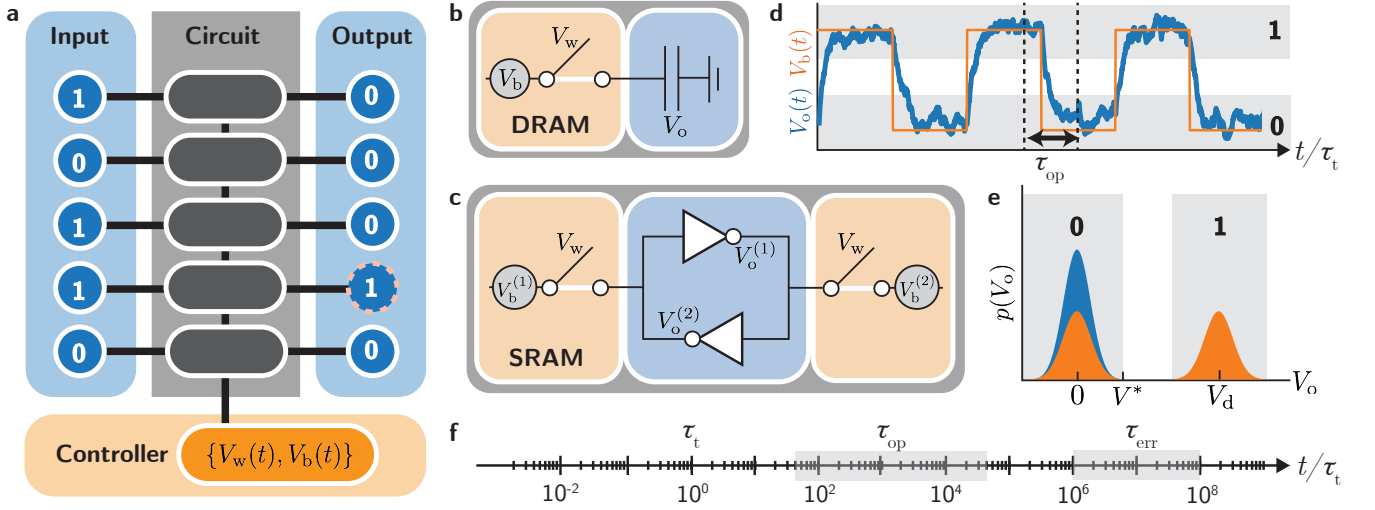 a
Input
Circuit
Output
1
0
0
0
1
0
1
1
0
0
Controller
{V_w(t), V_b(t)}
b
V_w
V_b
DRAM
V_o
c
V_w
V_b^(1)
V_o^(1)
V_o^(2)
SRAM
V_w
V_b^(2)
d
V_o(t) V_b(t)
1
0
τ_op
t/τ_t
e
p(V_o)
0
1
0
V*
V_d
V_o
f
τ_t
τ_op
τ_err
t/τ_t
10^-2
10^0
10^2
10^4
10^6
10^8